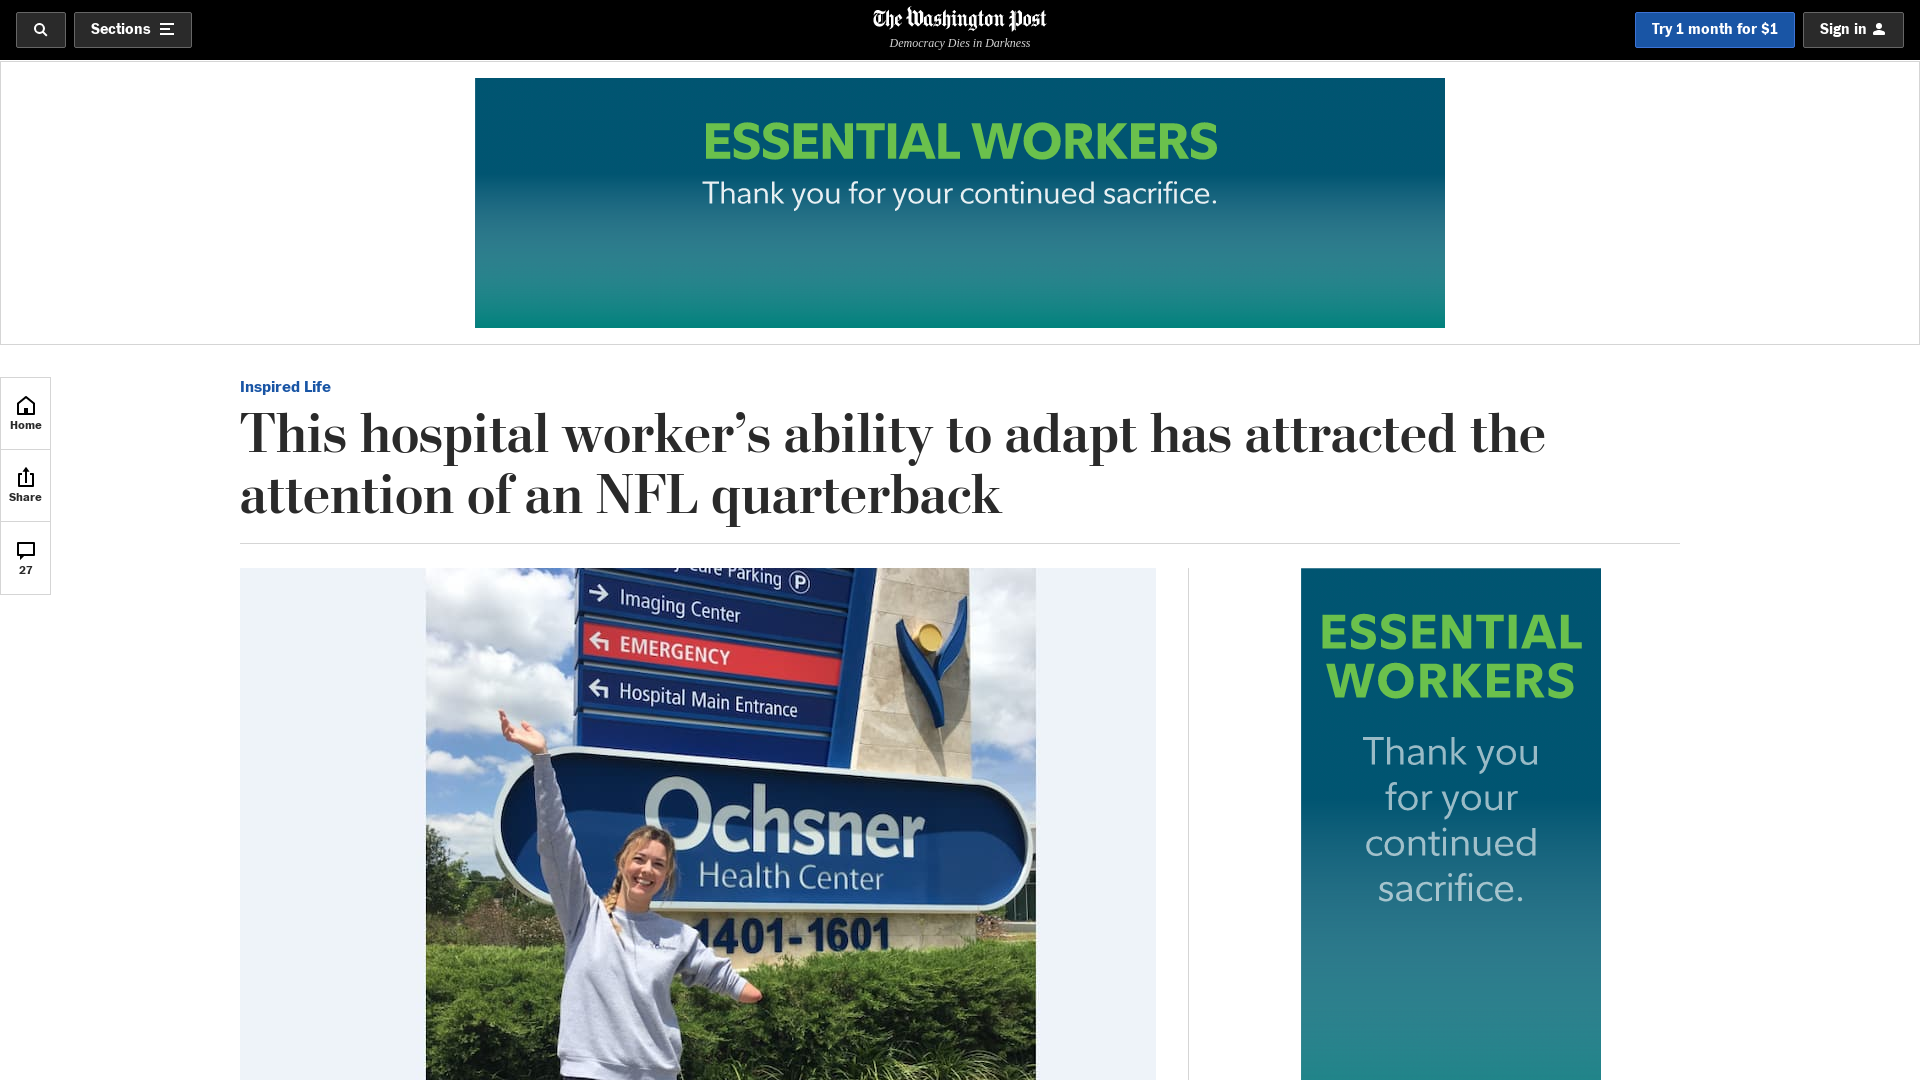 Sections
The Washington Post
Democracy Dies in Darkness
Try 1 month for $1
Sign in
ESSENTIAL WORKERS
Thank you for your continued sacrifice.
Home
Share
27
Inspired Life
This hospital worker’s ability to adapt has attracted the
attention of an NFL quarterback
Care Parking P
Imaging Center
EMERGENCY
Hospital Main Entrance
Ochsner
Health Center
1401-1601
Ochsner
ESSENTIAL
WORKERS
Thank you
for your
continued
sacrifice.